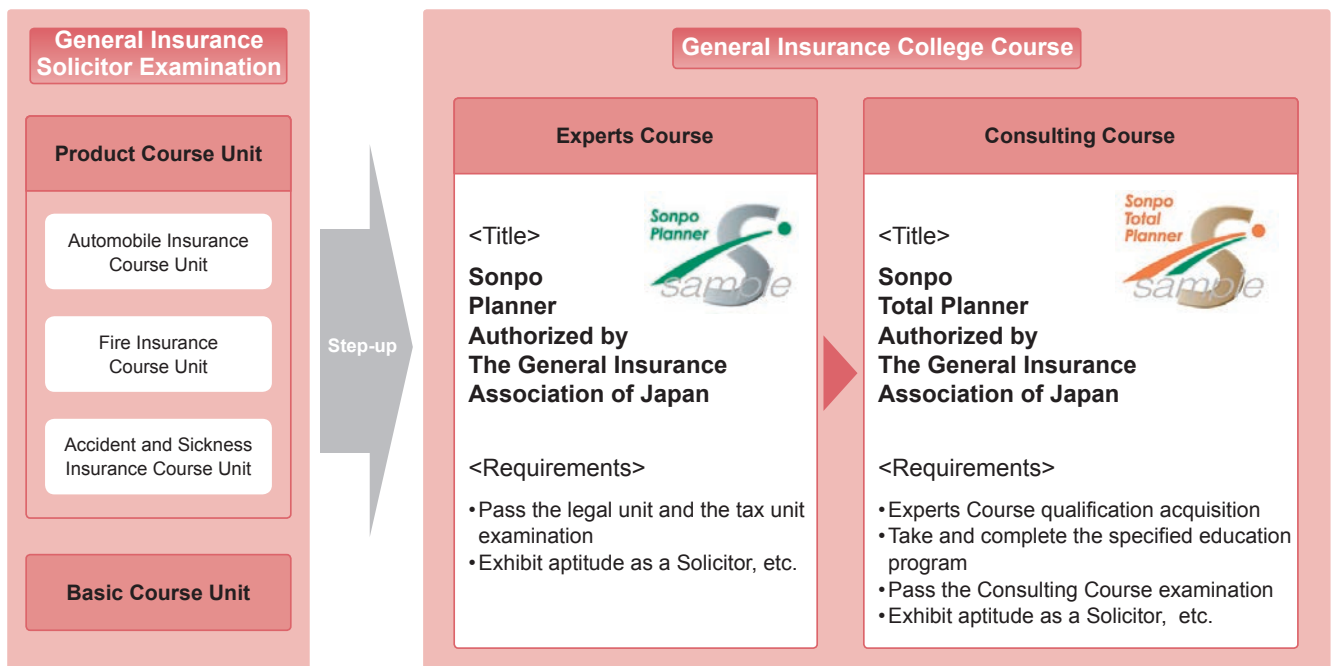 General Insurance
Solicitor Examination
Product Course Unit
Automobile Insurance
Course Unit
Fire Insurance
Course Unit
Accident and Sickness
Insurance Course Unit
Basic Course Unit
Step-up
General Insurance College Course
Experts Course
<Title>
Sonpo
Planner
Authorized by
The General Insurance
Association of Japan
Sonpo
Planner
sample
<Requirements>
•Pass the legal unit and the tax unit
examination
•Exhibit aptitude as a Solicitor, etc.
Consulting Course
<Title>
Sonpo
Total Planner
Authorized by
The General Insurance
Association of Japan
Sonpo
Total
Planner
sample
<Requirements>
•Experts Course qualification acquisition
•Take and complete the specified education
program
•Pass the Consulting Course examination
•Exhibit aptitude as a Solicitor,  etc.